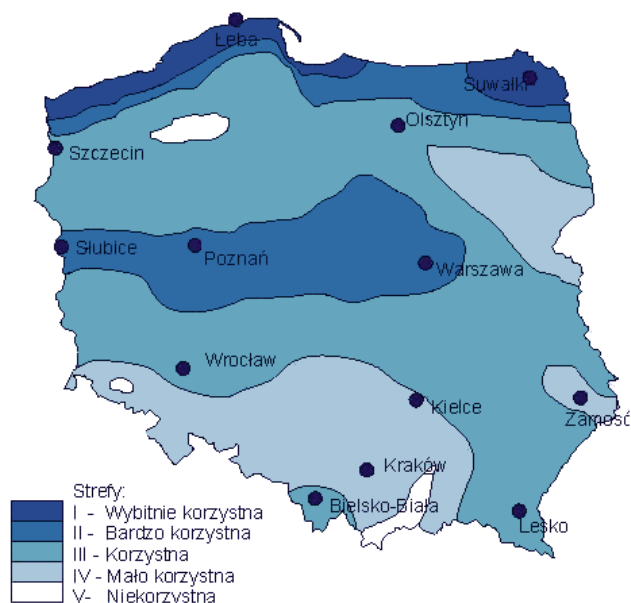 Łeba
Suwałki
Olsztyn
Szczecin
Słubice
Poznań
Warszawa
Wrocław
Kielce
Zamość
Kraków
Bielsko-Biała
Lesko
Strefy:
I - Wybitnie korzystna
II - Bardzo korzystna
III - Korzystna
IV - Mało korzystna
V- Niekorzystna